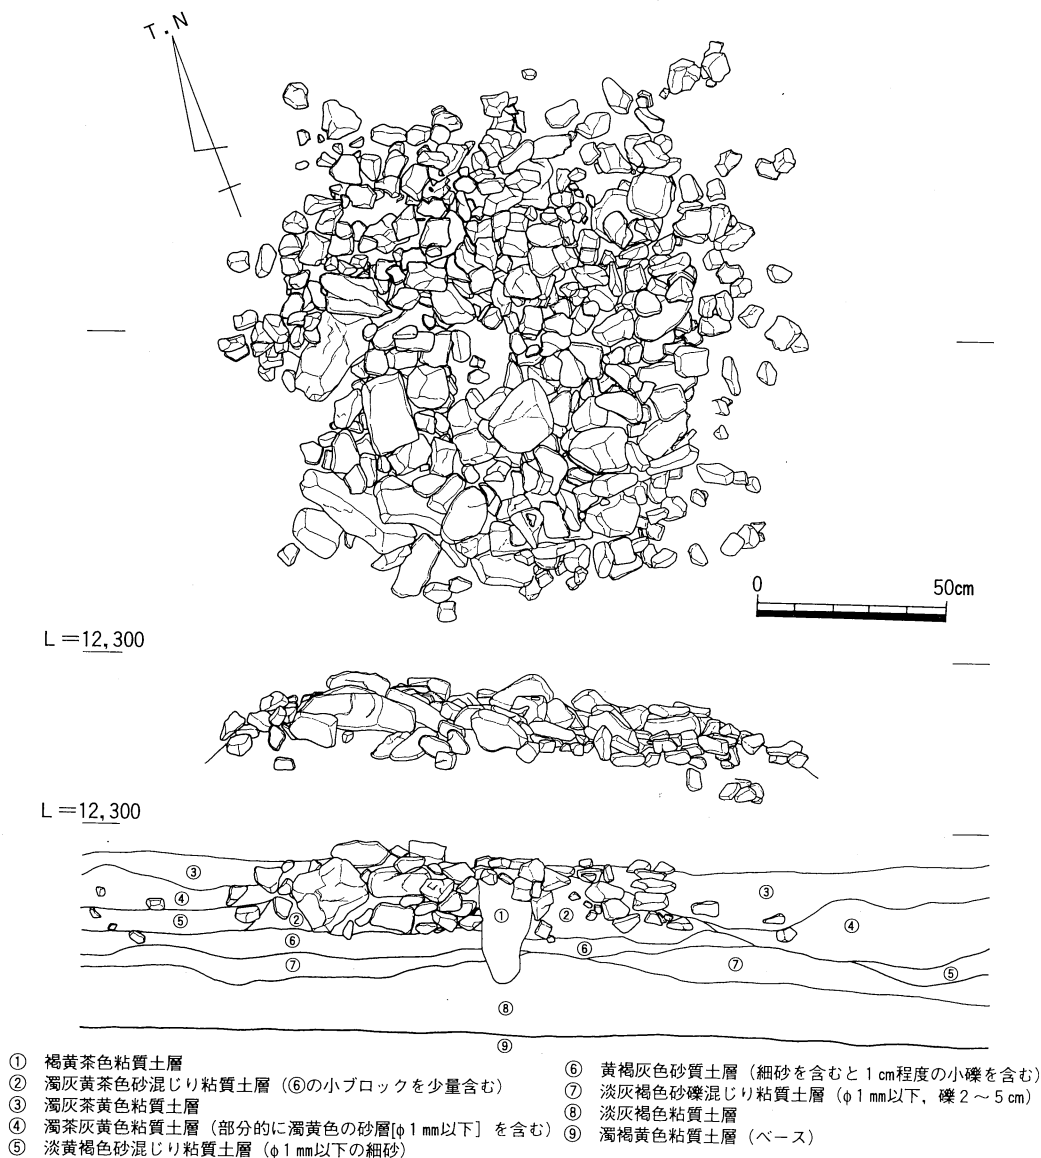 T.N
0 50cm
L=12,300
L=12,300
③ ③
④ ④
⑤ ② ① ②
⑥ ⑥
⑦ ⑦ ⑤
⑧
⑨
① 褐黄茶色粘質土層
② 濁灰黄茶色砂混じり粘質土層(⑥の小ブロックを少量含む)
③ 濁灰茶黄色粘質土層
④ 濁茶灰黄色粘質土層(部分的に濁黄色の砂層[φ1mm以下]を含む)
⑤ 淡黄褐色砂混じり粘質土層(φ1mm以下の細砂)
⑥ 黄褐灰色砂質土層(細砂を含むと1cm程度の小礫を含む)
⑦ 淡灰褐色砂礫混じり粘質土層(φ1mm以下,礫2〜5cm)
⑧ 淡灰褐色粘質土層
⑨ 濁褐黄色粘質土層(ベース)